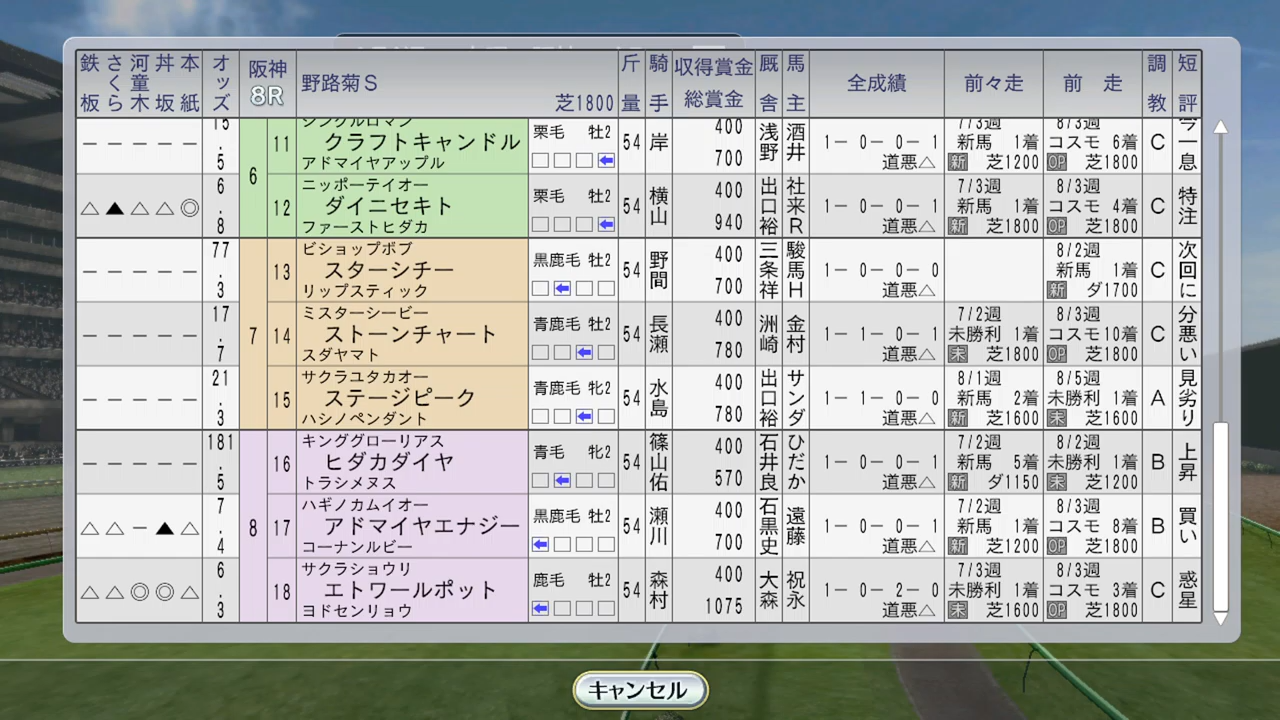 鉄板 さくら 河童木 丼坂 本紙 オッズ 阪神 8R 野路菊S 芝1800 斤量 騎手 収得賞金 総賞金 厩舎 馬主 全成績 前々走 前走 調教 短評
－－－－－ 15.5 6 11 シンクルロマン 栗毛 牡2 54 岸 400 浅野 酒井 1-0-0-1 7/3週 8/3週 C 今一息
クラフトキャンドル 新馬 1着 コスモ 6着
アドマイヤアップル ← 700 道悪△ 新 芝1200 OP 芝1800
△▲△△◎ 6.8 12 ニッポーテイオー 栗毛 牡2 54 横山 400 出口裕 社来R 1-0-0-1 7/3週 8/3週 C 特注
ダイニセキト 新馬 1着 コスモ 4着
ファーストヒダカ ← 940 道悪△ 新 芝1800 OP 芝1800
－－－－－ 77.3 7 13 ビショップボブ 黒鹿毛 牡2 54 野間 400 三条祥 駿馬H 1-0-0-0 8/2週 C 次回に
スターシチー 新馬 1着
リップスティック ← 700 道悪△ 新 ダ1700
－－－－－ 17.7 14 ミスターシービー 青鹿毛 牡2 54 長瀬 400 洲崎 金村 1-1-0-1 7/2週 8/3週 C 分悪い
ストーンチャート 未勝利 1着 コスモ10着
スダヤマト ← 780 道悪△ 未 芝1800 OP 芝1800
－－－－－ 21.3 15 サクラユタカオー 青鹿毛 牝2 54 水島 400 出口裕 サンダ 1-1-0-0 8/1週 8/5週 A 見劣り
ステージピーク 新馬 2着 未勝利 1着
ハシノペンダント ← 780 道悪△ 新 芝1600 未 芝1600
－－－－－ 181.5 8 16 キンググローリアス 青毛 牝2 54 篠山佑 400 石井良 ひだか 1-0-0-1 7/2週 8/2週 B 上昇
ヒダカダイヤ 新馬 5着 未勝利 1着
トラシメヌス ← 570 道悪△ 新 ダ1150 未 芝1200
△△－▲△ 7.4 17 ハギノカムイオー 黒鹿毛 牡2 54 瀬川 400 石黒史 遠藤 1-0-0-1 7/2週 8/3週 B 買い
アドマイヤエナジー 新馬 1着 コスモ 8着
コーナンルビー ← 700 道悪△ 新 芝1200 OP 芝1800
△△◎◎△ 6.3 18 サクラショウリ 鹿毛 牡2 54 森村 400 大森 祝永 1-0-2-0 7/3週 8/3週 C 惑星
エトワールポット 未勝利 1着 コスモ 3着
ヨドセンリョウ ← 1075 道悪△ 未 芝1600 OP 芝1800
キャンセル